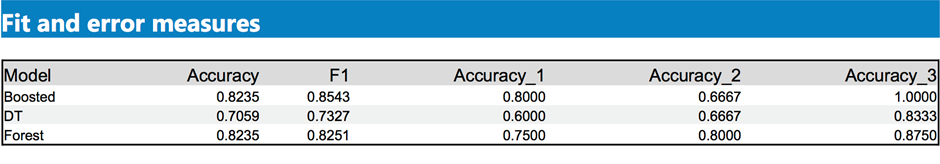 Fit and error measures
Model Accuracy F1 Accuracy_1 Accuracy_2 Accuracy_3
Boosted 0.8235 0.8543 0.8000 0.6667 1.0000
DT 0.7059 0.7327 0.6000 0.6667 0.8333
Forest 0.8235 0.8251 0.7500 0.8000 0.8750